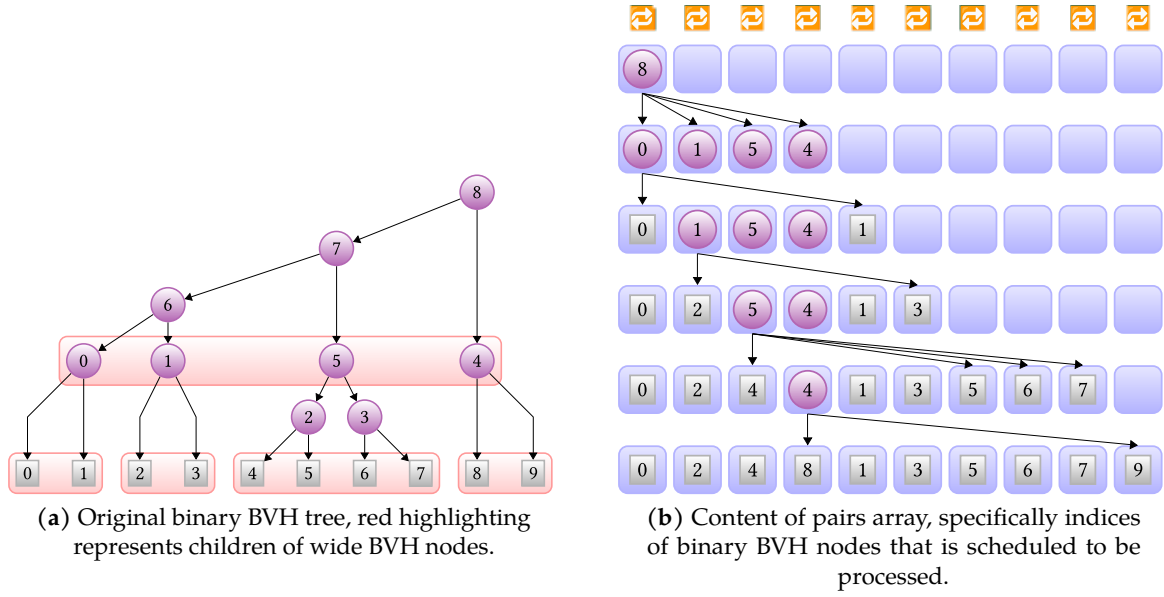 8
7
6
0 1 5 4
2 3
0 1 2 3 4 5 6 7 8 9
(a) Original binary BVH tree, red highlighting
represents children of wide BVH nodes.
8
0 1 5 4
0 1 5 4 1
0 2 5 4 1 3
0 2 4 4 1 3 5 6 7
0 2 4 8 1 3 5 6 7 9
(b) Content of pairs array, specifically indices
of binary BVH nodes that is scheduled to be
processed.